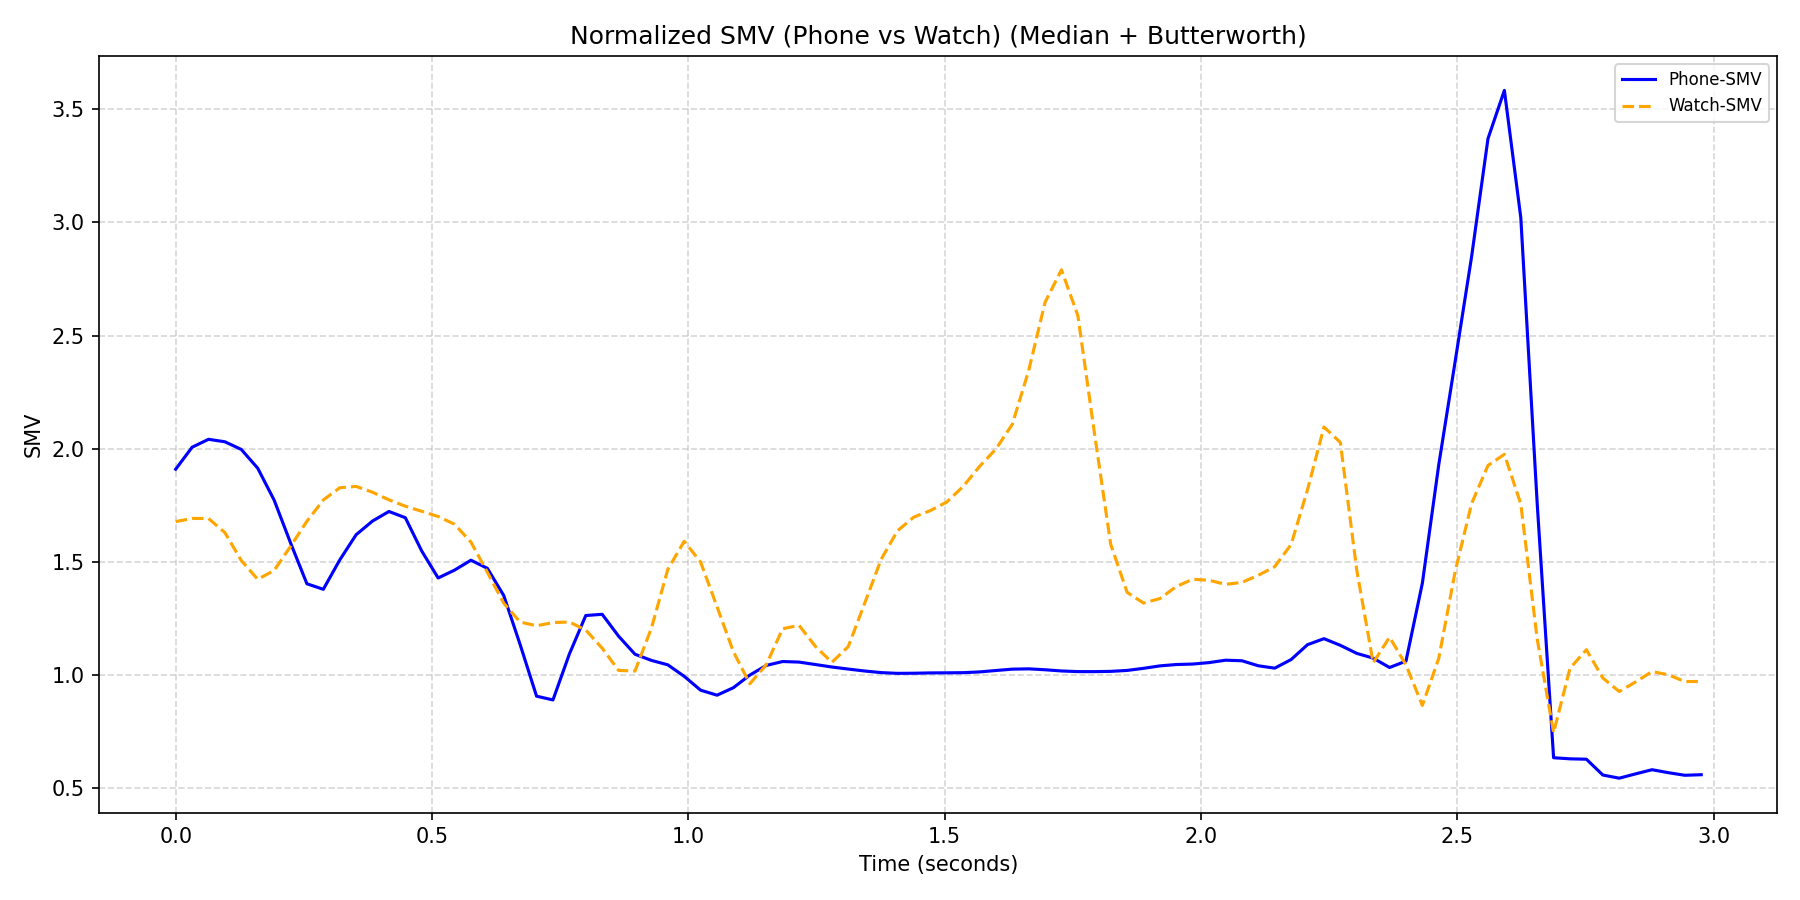 Normalized SMV (Phone vs Watch) (Median + Butterworth)
Phone-SMV
Watch-SMV
SMV
3.5
3.0
2.5
2.0
1.5
1.0
0.5
0.0 0.5 1.0 1.5 2.0 2.5 3.0
Time (seconds)